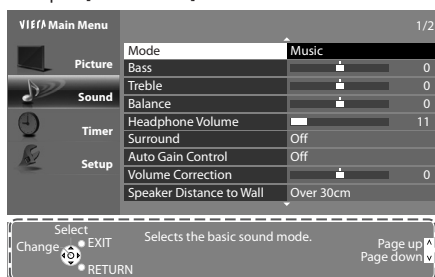 VIERA Main Menu
1/2
Picture
Sound
Timer
Setup
Mode Music
Bass 0
Treble 0
Balance 0
Headphone Volume 11
Surround Off
Auto Gain Control Off
Volume Correction 0
Speaker Distance to Wall Over 30cm
Select
Change
EXIT
RETURN
Selects the basic sound mode.
Page up
Page down